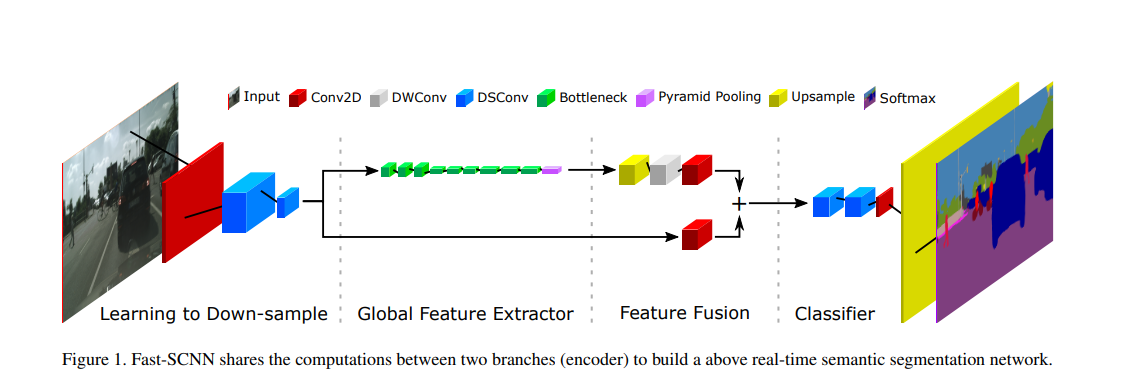 Input Conv2D DWConv DSConv Bottleneck Pyramid Pooling Upsample Softmax
+
Learning to Down-sample Global Feature Extractor Feature Fusion Classifier
Figure 1. Fast-SCNN shares the computations between two branches (encoder) to build a above real-time semantic segmentation network.